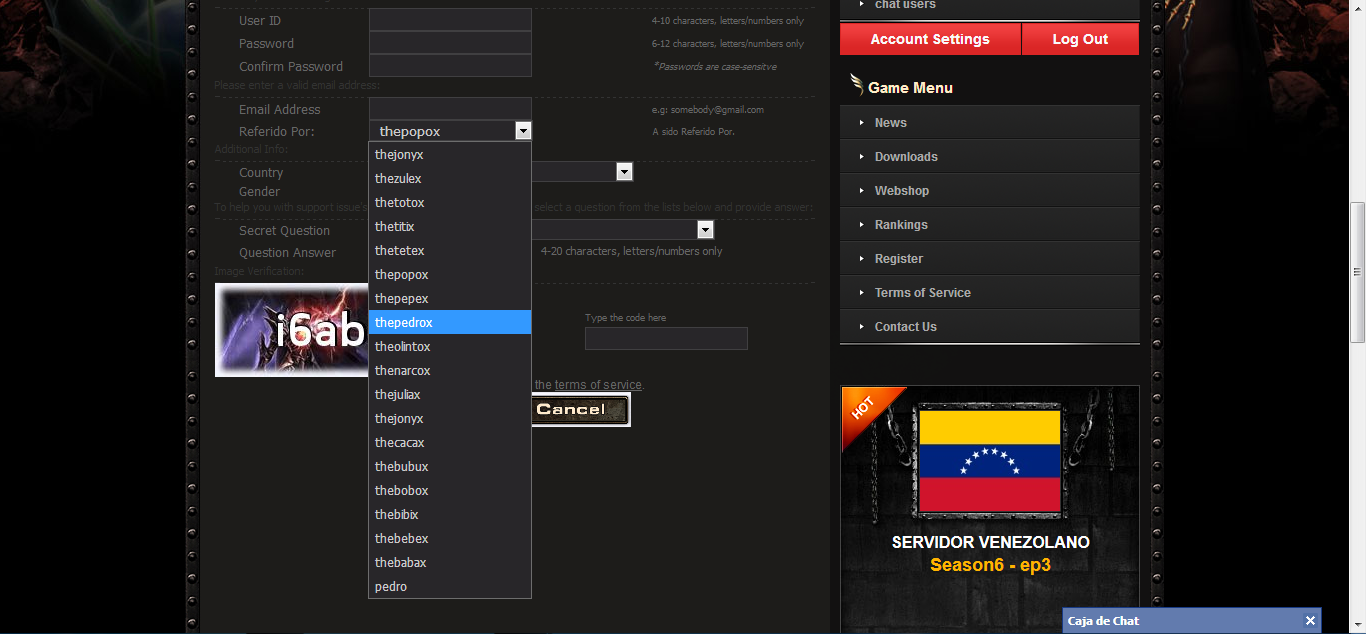 User ID
4-10 characters, letters/numbers only
Password
6-12 characters, letters/numbers only
Confirm Password
*Passwords are case-sensitve
Please enter a valid email address:
Email Address
e.g: somebody@gmail.com
Referido Por:
thepopox
A sido Referido Por.
Additional Info:
thejonyx
thezulex
thetotox
thetitix
thetetex
thepopox
thepepex
thepedrox
theolintox
thenarcox
thejuliax
thejonyx
thecacax
thebubux
thebobox
thebibix
thebebex
thebabax
pedro
Country
Gender
To help you with support issue's
select a question from the lists below and provide answer:
Secret Question
Question Answer
4-20 characters, letters/numbers only
Image Verification:
i6ab
Type the code here
the terms of service.
Cancel
chat users
Account Settings
Log Out
Game Menu
News
Downloads
Webshop
Rankings
Register
Terms of Service
Contact Us
HOT
SERVIDOR VENEZOLANO
Season6 - ep3
Caja de Chat